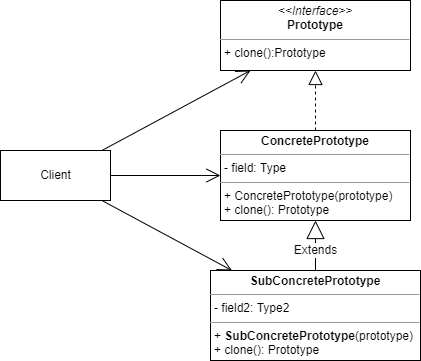 <<Interface>>
Prototype
+ clone():Prototype
ConcretePrototype
- field: Type
+ ConcretePrototype(prototype)
+ clone(): Prototype
Client
Extends
SubConcretePrototype
- field2: Type2
+ SubConcretePrototype(prototype)
+ clone(): Prototype